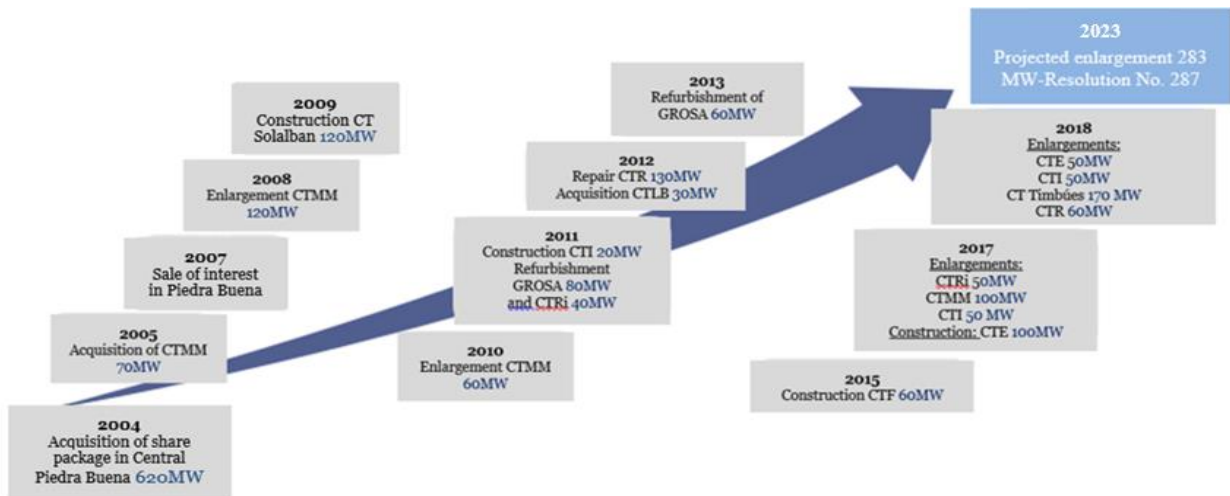 2004
Acquisition of share
package in Central
Piedra Buena 620MW
2005
Acquisition of CTMM
70MW
2007
Sale of interest
in Piedra Buena
2008
Enlargement CTMM
120MW
2009
Construction CT
Solalban 120MW
2010
Enlargement CTMM
60MW
2011
Construction CTI 20MW
Refurbishment
GROSA 80MW
and CTRi 40MW
2012
Repair CTR 130MW
Acquisition CTLB 30MW
2013
Refurbishment of
GROSA 60MW
2015
Construction CTF 60MW
2017
Enlargements:
CTRi 50MW
CTMM 100MW
CTI 50 MW
Construction: CTE 100MW
2018
Enlargements:
CTE 50MW
CTI 50MW
CT Timbúes 170 MW
CTR 60MW
2023
Projected enlargement 283
MW-Resolution No. 287